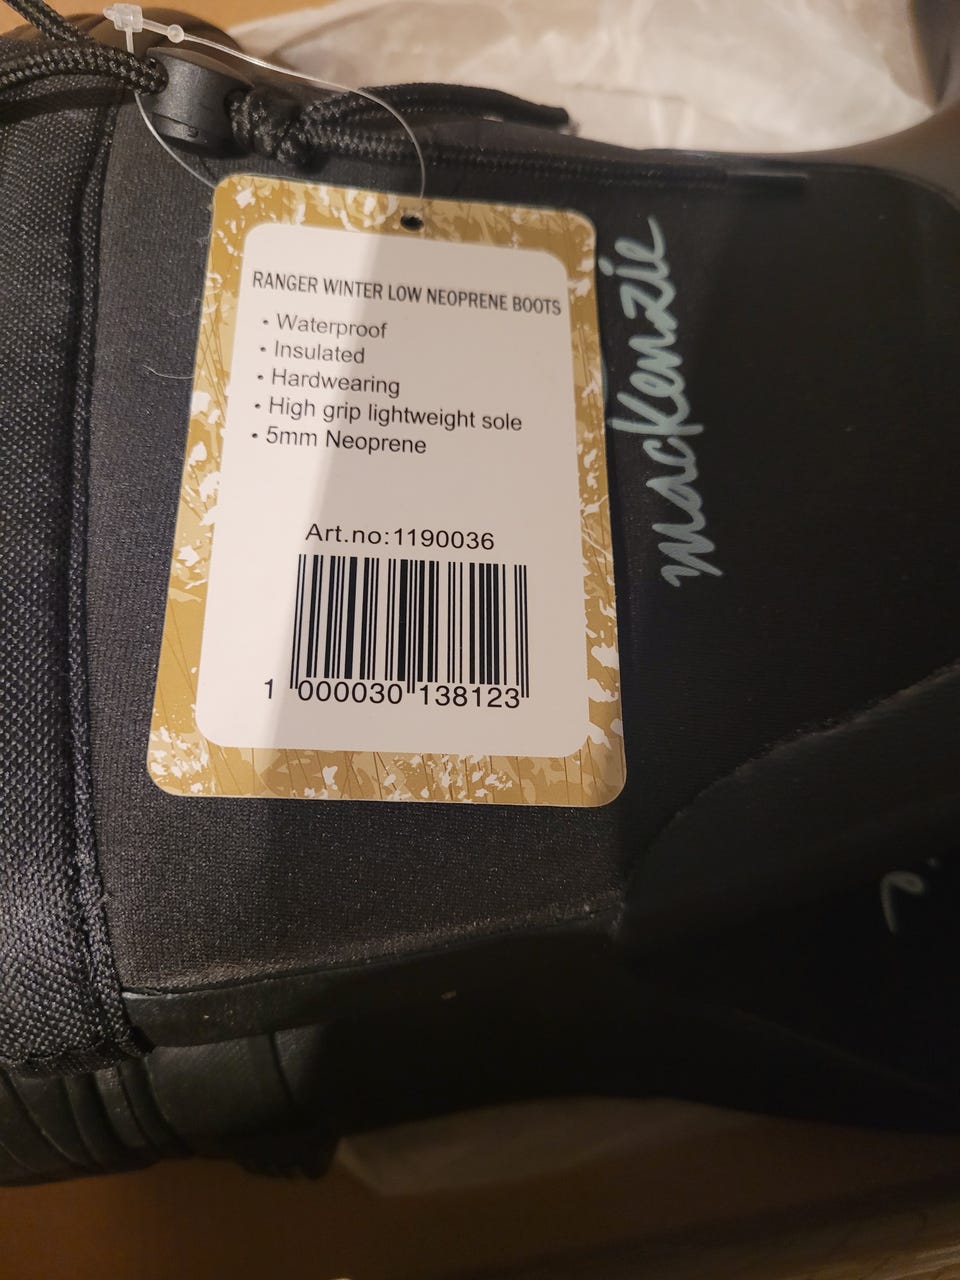 RANGER WINTER LOW NEOPRENE BOOTS
• Waterproof
• Insulated
• Hardwearing
• High grip lightweight sole
• 5mm Neoprene
Art.no:1190036
1 000030 138123
mackenzie